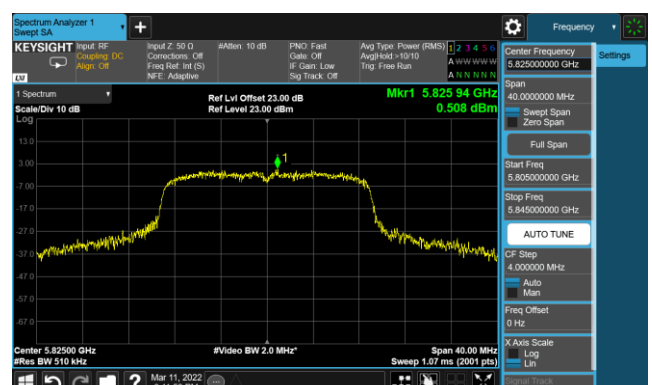 Spectrum Analyzer 1
Swept SA
Frequency
KEYSIGHT
Input: RF
Coupling: DC
Align: Off
Input Z: 50 Ω
Corrections: Off
Freq Ref: Int (S)
NFE: Adaptive
#Atten: 10 dB
PNO: Fast
Gate: Off
IF Gain: Low
Sig Track: Off
Avg Type: Power (RMS)
Avg|Hold:>10/10
Trig: Free Run
1 2 3 4 5 6
A W W W W W
A N N N N N
LXI
1 Spectrum
Scale/Div 10 dB
Log
Ref Lvl Offset 23.00 dB
Ref Level 23.00 dBm
Mkr1 5.825 94 GHz
0.508 dBm
13.0
3.00
-7.00
-17.0
-27.0
-37.0
-47.0
-57.0
-67.0
1
Center 5.82500 GHz
#Res BW 510 kHz
#Video BW 2.0 MHz*
Span 40.00 MHz
Sweep 1.07 ms (2001 pts)
Center Frequency
5.825000000 GHz
Settings
Span
40.0000000 MHz
Swept Span
Zero Span
Full Span
Start Freq
5.805000000 GHz
Stop Freq
5.845000000 GHz
AUTO TUNE
CF Step
4.000000 MHz
Auto
Man
Freq Offset
0 Hz
X Axis Scale
Log
Lin
Signal Track
?
Mar 11, 2022